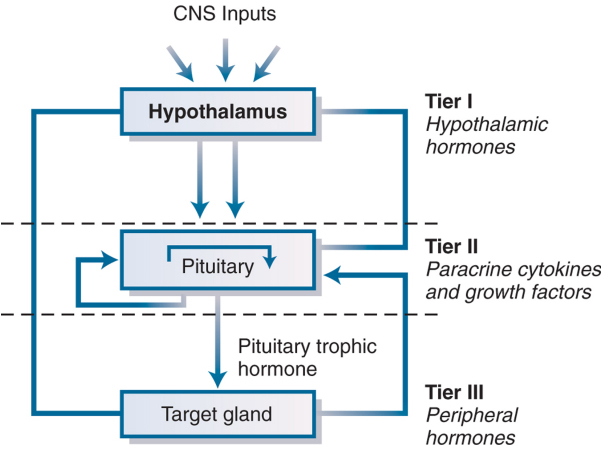 CNS Inputs
Hypothalamus
Tier I
Hypothalamic
hormones
Pituitary
Tier II
Paracrine cytokines
and growth factors
Pituitary trophic
hormone
Target gland
Tier III
Peripheral
hormones